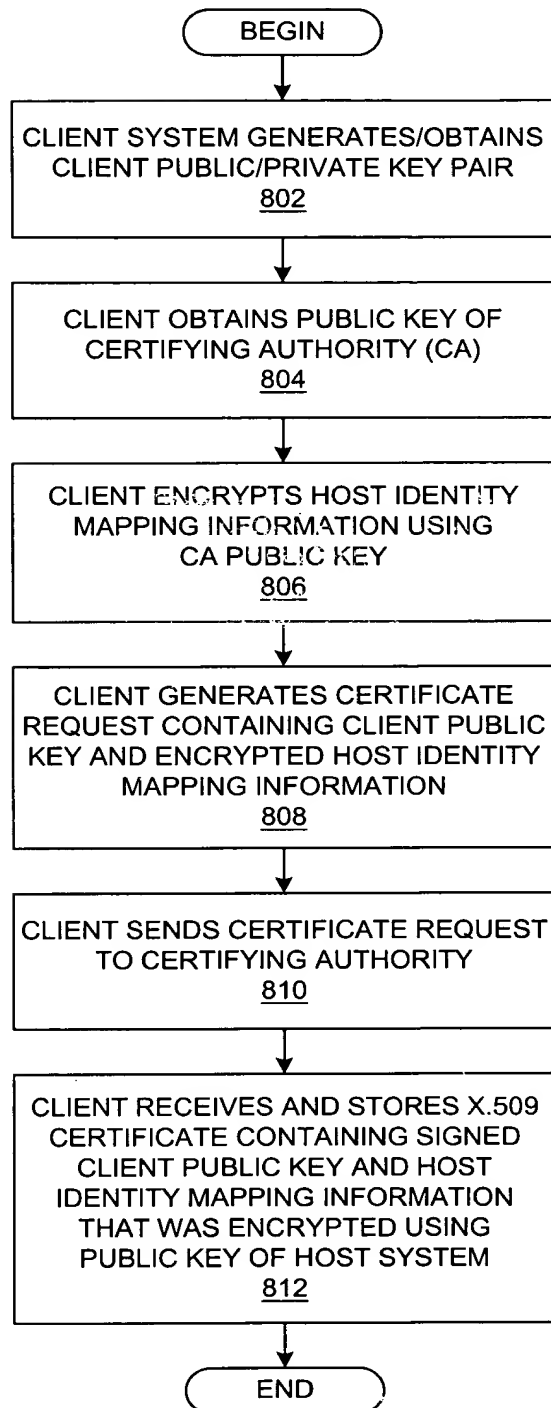 BEGIN
CLIENT SYSTEM GENERATES/OBTAINS
CLIENT PUBLIC/PRIVATE KEY PAIR
802
CLIENT OBTAINS PUBLIC KEY OF
CERTIFYING AUTHORITY (CA)
804
CLIENT ENCRYPTS HOST IDENTITY
MAPPING INFORMATION USING
CA PUBLIC KEY
806
CLIENT GENERATES CERTIFICATE
REQUEST CONTAINING CLIENT PUBLIC
KEY AND ENCRYPTED HOST IDENTITY
MAPPING INFORMATION
808
CLIENT SENDS CERTIFICATE REQUEST
TO CERTIFYING AUTHORITY
810
CLIENT RECEIVES AND STORES X.509
CERTIFICATE CONTAINING SIGNED
CLIENT PUBLIC KEY AND HOST
IDENTITY MAPPING INFORMATION
THAT WAS ENCRYPTED USING
PUBLIC KEY OF HOST SYSTEM
812
END